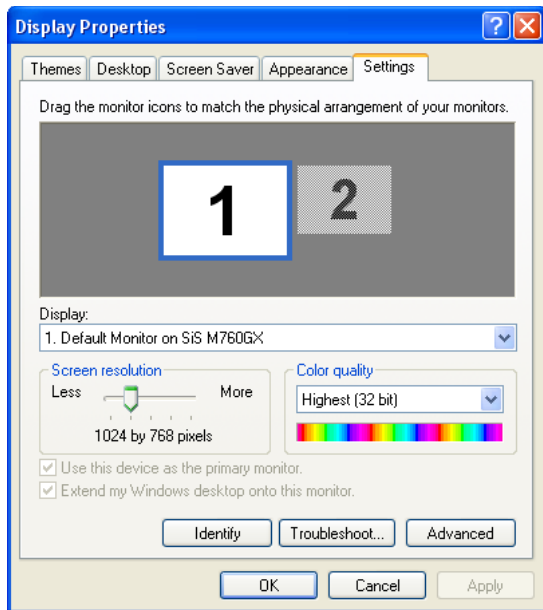 Display Properties
Themes Desktop Screen Saver Appearance Settings
Drag the monitor icons to match the physical arrangement of your monitors.
1 2
Display:
1. Default Monitor on SiS M760GX
Screen resolution
Less More
1024 by 768 pixels
Color quality
Highest (32 bit)
Use this device as the primary monitor.
Extend my Windows desktop onto this monitor.
Identify Troubleshoot... Advanced
OK Cancel Apply